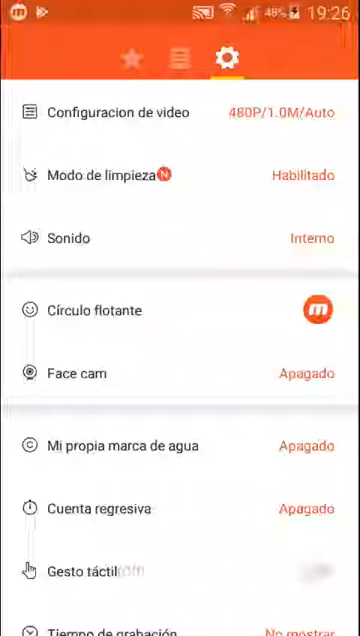 48% 19:26
Configuracion de video 480P/1.0M/Auto
Modo de limpieza N Habilitado
Sonido Interno
Círculo flotante
Face cam Apagado
Mi propia marca de agua Apagado
Cuenta regresiva Apagado
Gesto táctil
Tiempo de grabación No mostrar